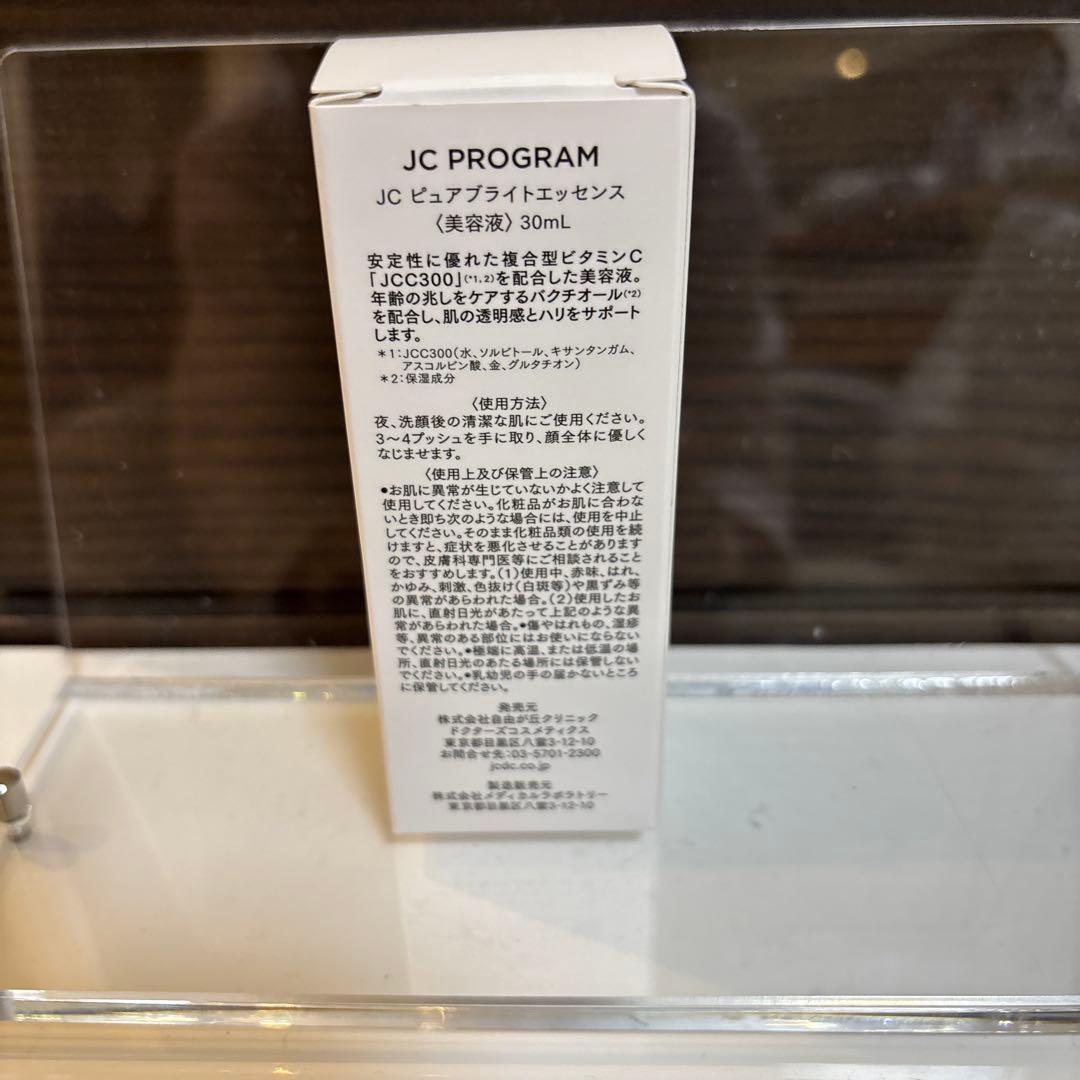 JC PROGRAM
JC ピュアブライトエッセンス
〈美容液〉 30mL
安定性に優れた複合型ビタミンC
「JCC300」(*1、2)を配合した美容液。
年齢の兆しをケアするバクチオール(*2)
を配合し、肌の透明感とハリをサポート
します。
＊1：JCC300(水、ソルビトール、キサンタンガム、
アスコルビン酸、金、グルタチオン)
＊2：保湿成分
〈使用方法〉
夜、洗顔後の清潔な肌にご使用ください。
3〜4プッシュを手に取り、顔全体に優しく
なじませます。
〈使用上及び保管上の注意〉
●お肌に異常が生じていないかよく注意して
使用してください。化粧品がお肌に合わな
いとき即ち次のような場合には、使用を中止
してください。そのまま化粧品類の使用を続
けますと、症状を悪化させることがあります
ので、皮膚科専門医等にご相談されること
をおすすめします。(1)使用中、赤味、はれ、
かゆみ、刺激、色抜け(白斑等)や黒ずみ等
の異常があらわれた場合。(2)使用したお
肌に、直射日光があたって上記のような異
常があらわれた場合。●傷やはれもの、湿疹
等、異常のある部位にはお使いにならない
でください。●極端に高温、または低温の場
所、直射日光のあたる場所には保管しない
でください。●乳幼児の手の届かないところ
に保管してください。
発売元
株式会社自由が丘クリニック
ドクターズコスメティクス
東京都目黒区八雲3-12-10
お問合せ先：03-5701-2300
jcdc.co.jp
製造販売元
株式会社メディカルラボラトリー
東京都目黒区八雲3-12-10